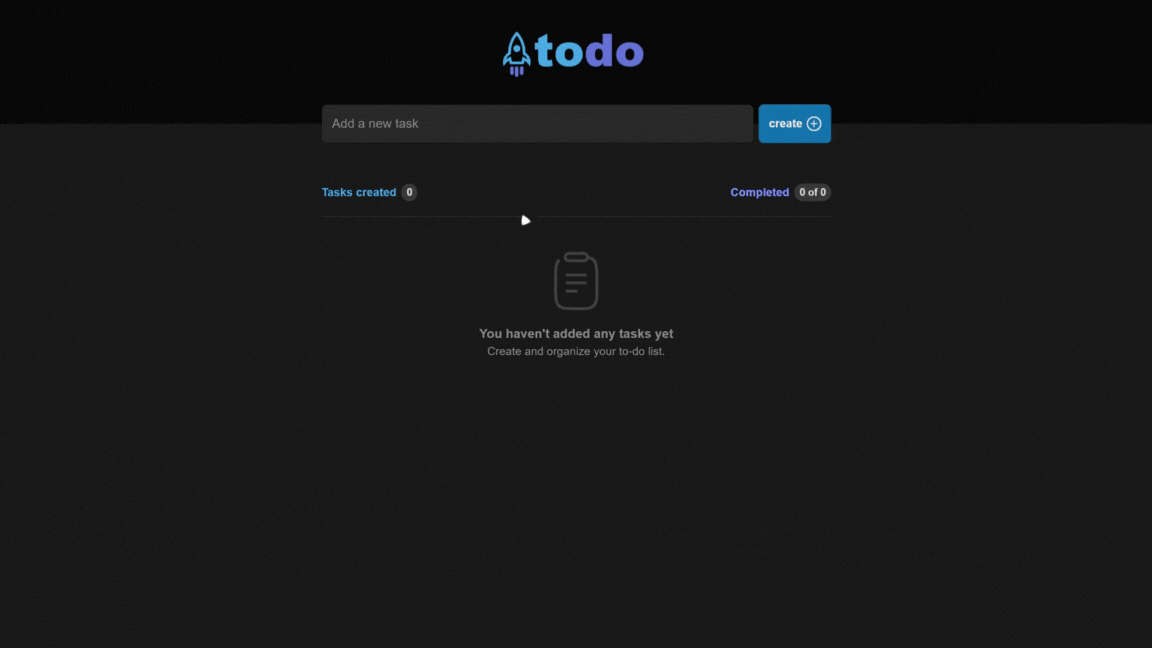 todo
Add a new task
create
Tasks created 0
Completed 0 of 0
You haven't added any tasks yet
Create and organize your to-do list.